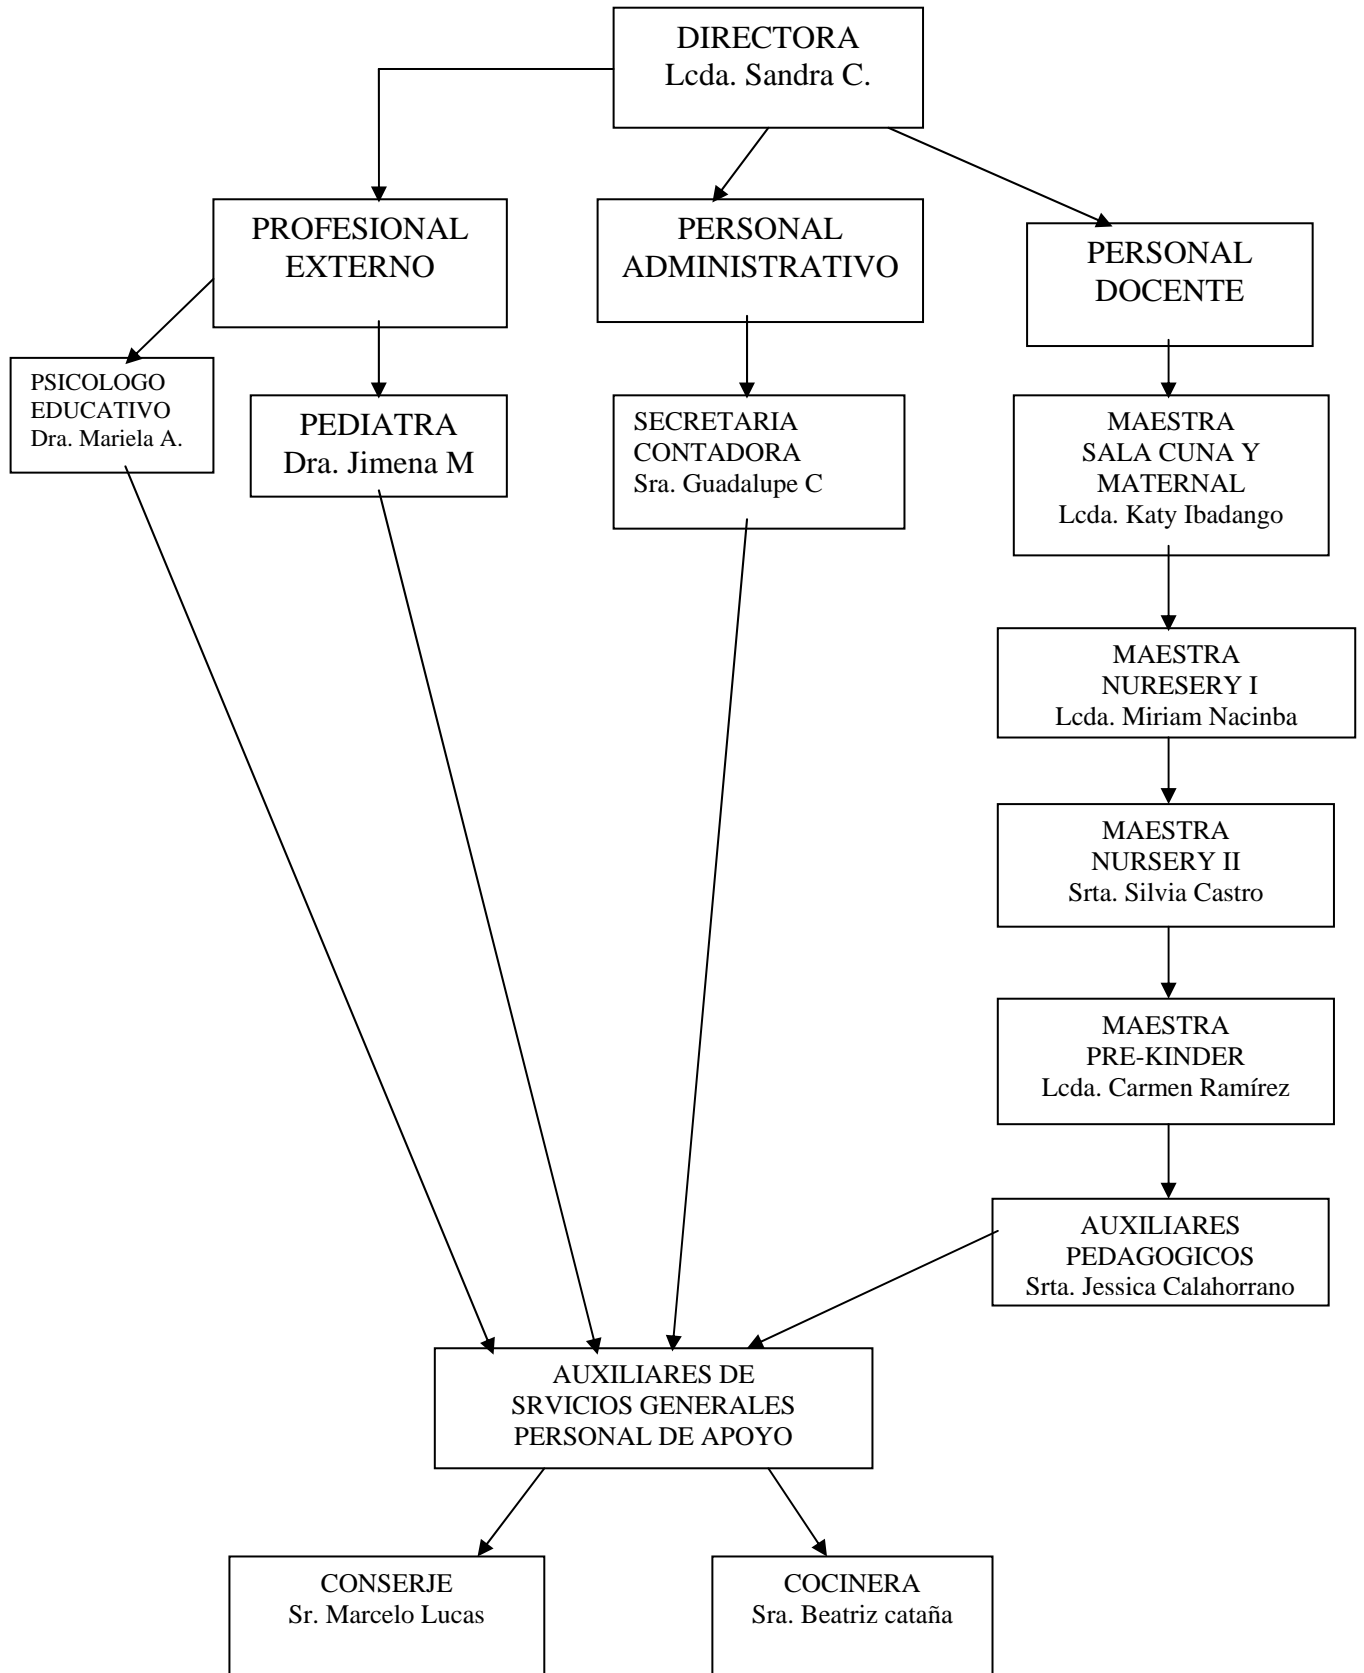 DIRECTORA
Lcda. Sandra C.
PROFESIONAL
EXTERNO
PERSONAL
ADMINISTRATIVO
PERSONAL
DOCENTE
PSICOLOGO
EDUCATIVO
Dra. Mariela A.
PEDIATRA
Dra. Jimena M
SECRETARIA
CONTADORA
Sra. Guadalupe C
MAESTRA
SALA CUNA Y
MATERNAL
Lcda. Katy Ibadango
MAESTRA
NURESERY I
Lcda. Miriam Nacinba
MAESTRA
NURSERY II
Srta. Silvia Castro
MAESTRA
PRE-KINDER
Lcda. Carmen Ramírez
AUXILIARES
PEDAGOGICOS
Srta. Jessica Calahorrano
AUXILIARES DE
SRVICIOS GENERALES
PERSONAL DE APOYO
CONSERJE
Sr. Marcelo Lucas
COCINERA
Sra. Beatriz cataña